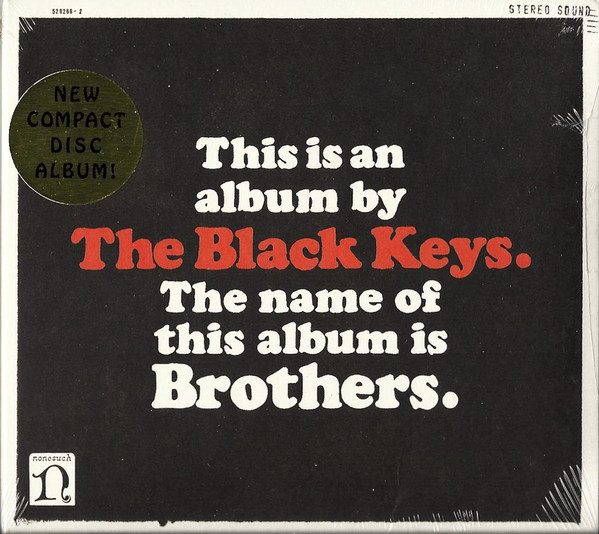 520266-2
STEREO SOUND
NEW
COMPACT
DISC
ALBUM!
This is an
album by
The Black Keys.
The name of
this album is
Brothers.
nonesuch
n